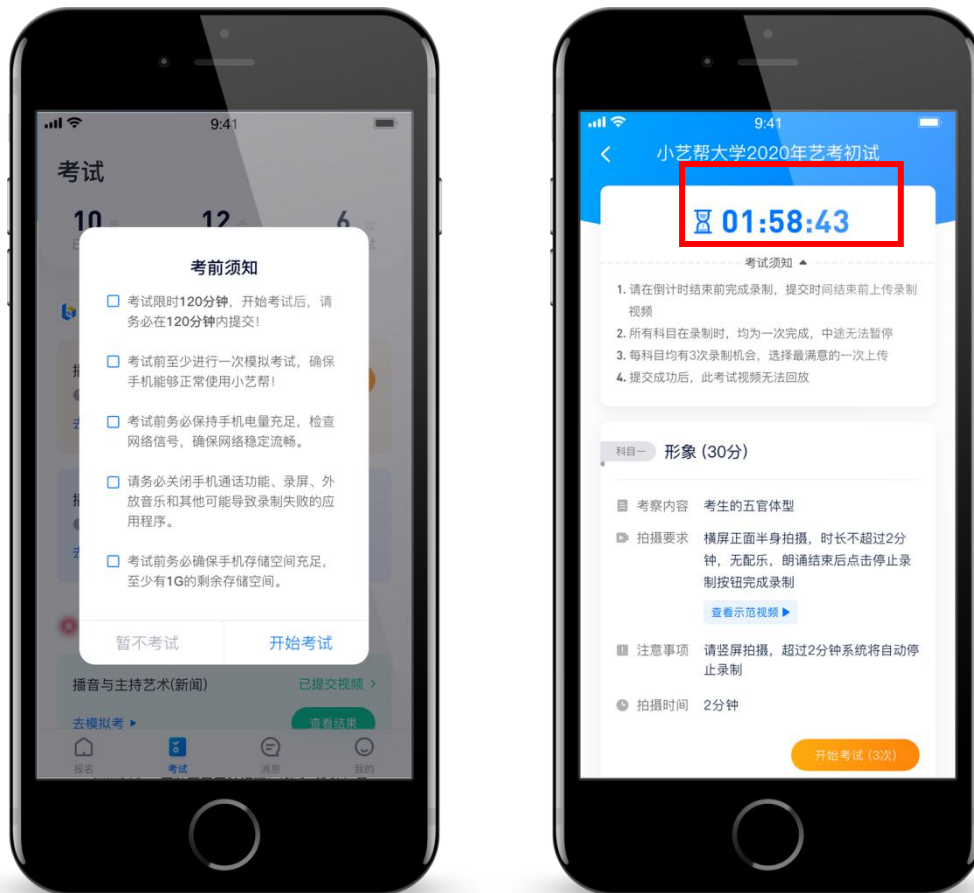 9:41
考试
10
12
6
考前须知
考试限时120分钟，开始考试后，请
务必在120分钟内提交！
考试前至少进行一次模拟考试，确保
手机能够正常使用小艺帮！
考试前务必保持手机电量充足，检查
网络信号，确保网络稳定流畅。
请务必关闭手机通话功能、录屏、外
放音乐和其他可能导致录制失败的应
用程序。
考试前务必确保手机存储空间充足，
至少有1G的剩余存储空间。
暂不考试
开始考试
播音与主持艺术(新闻)
已提交视频
去模拟考
查看结果
报名
考试
消息
我的
9:41
小艺帮大学2020年艺考初试
01:58:43
考试须知
1. 请在倒计时结束前完成录制，提交时间结束前上传录制
视频
2. 所有科目在录制时，均为一次完成，中途无法暂停
3. 每科目均有3次录制机会，选择最满意的一次上传
4. 提交成功后，此考试视频无法回放
科目一
形象 (30分)
考察内容
考生的五官体型
拍摄要求
横屏正面半身拍摄，时长不超过2分
钟，无配乐，朗诵结束后点击停止录
制按钮完成录制
查看示范视频
注意事项
请竖屏拍摄，超过2分钟系统将自动停
止录制
拍摄时间
2分钟
开始考试 (3次)